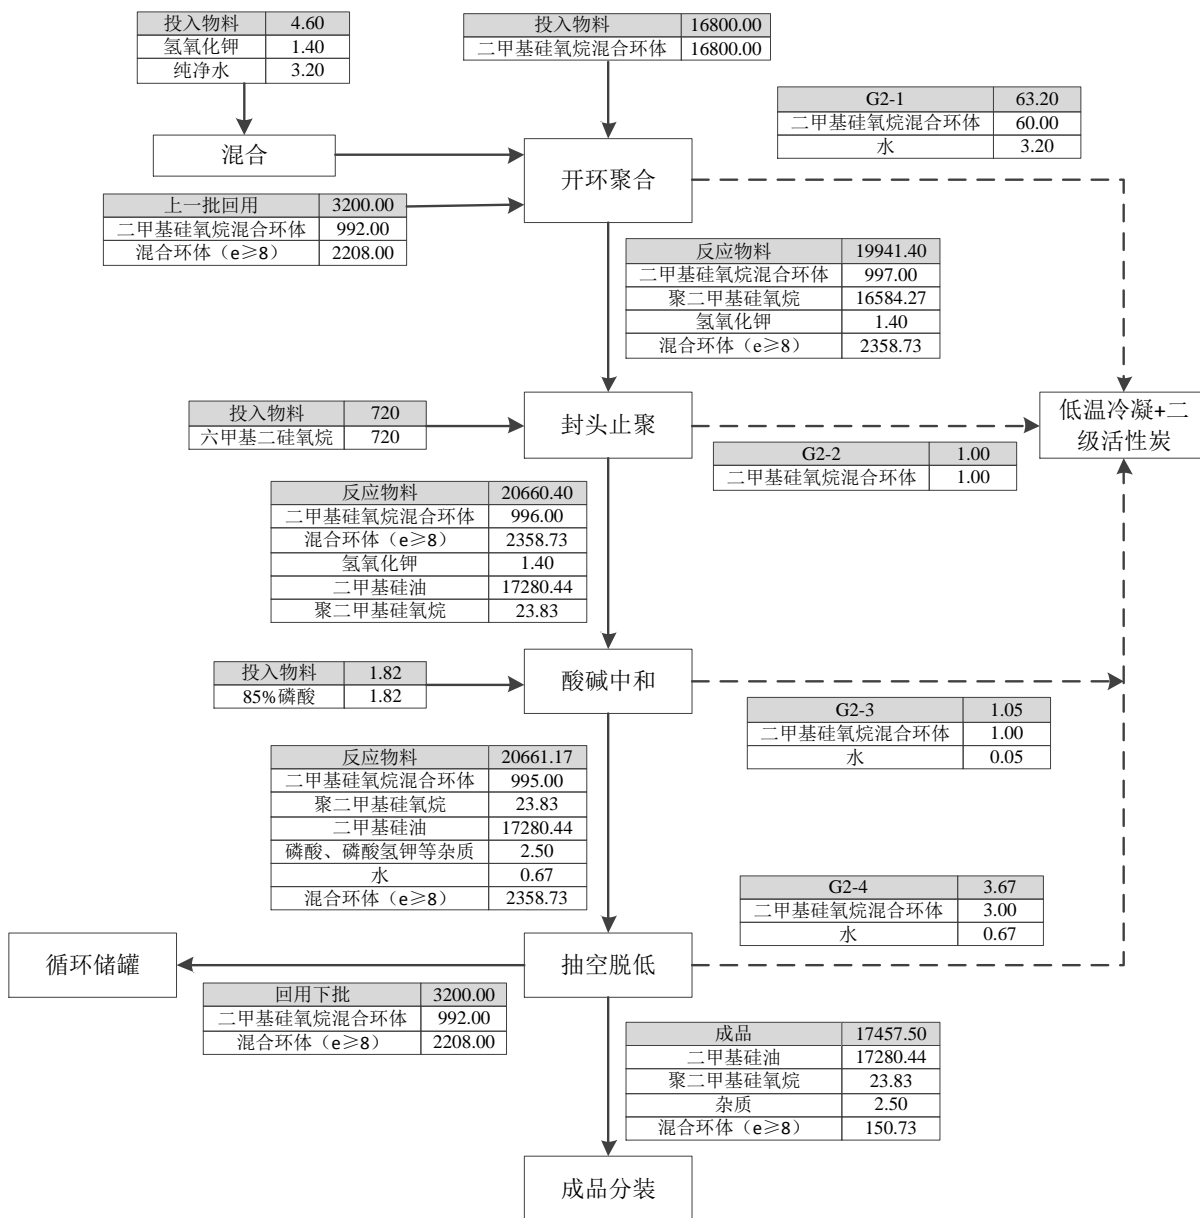 投入物料 4.60
氢氧化钾 1.40
纯净水 3.20
投入物料 16800.00
二甲基硅氧烷混合环体 16800.00
G2-1 63.20
二甲基硅氧烷混合环体 60.00
水 3.20
混合
开环聚合
上一批回用 3200.00
二甲基硅氧烷混合环体 992.00
混合环体（e≥8） 2208.00
反应物料 19941.40
二甲基硅氧烷混合环体 997.00
聚二甲基硅氧烷 16584.27
氢氧化钾 1.40
混合环体（e≥8） 2358.73
投入物料 720
六甲基二硅氧烷 720
封头止聚
低温冷凝+二
级活性炭
G2-2 1.00
二甲基硅氧烷混合环体 1.00
反应物料 20660.40
二甲基硅氧烷混合环体 996.00
混合环体（e≥8） 2358.73
氢氧化钾 1.40
二甲基硅油 17280.44
聚二甲基硅氧烷 23.83
投入物料 1.82
85%磷酸 1.82
酸碱中和
G2-3 1.05
二甲基硅氧烷混合环体 1.00
水 0.05
反应物料 20661.17
二甲基硅氧烷混合环体 995.00
聚二甲基硅氧烷 23.83
二甲基硅油 17280.44
磷酸、磷酸氢钾等杂质 2.50
水 0.67
混合环体（e≥8） 2358.73
G2-4 3.67
二甲基硅氧烷混合环体 3.00
水 0.67
循环储罐
抽空脱低
回用下批 3200.00
二甲基硅氧烷混合环体 992.00
混合环体（e≥8） 2208.00
成品 17457.50
二甲基硅油 17280.44
聚二甲基硅氧烷 23.83
杂质 2.50
混合环体（e≥8） 150.73
成品分装